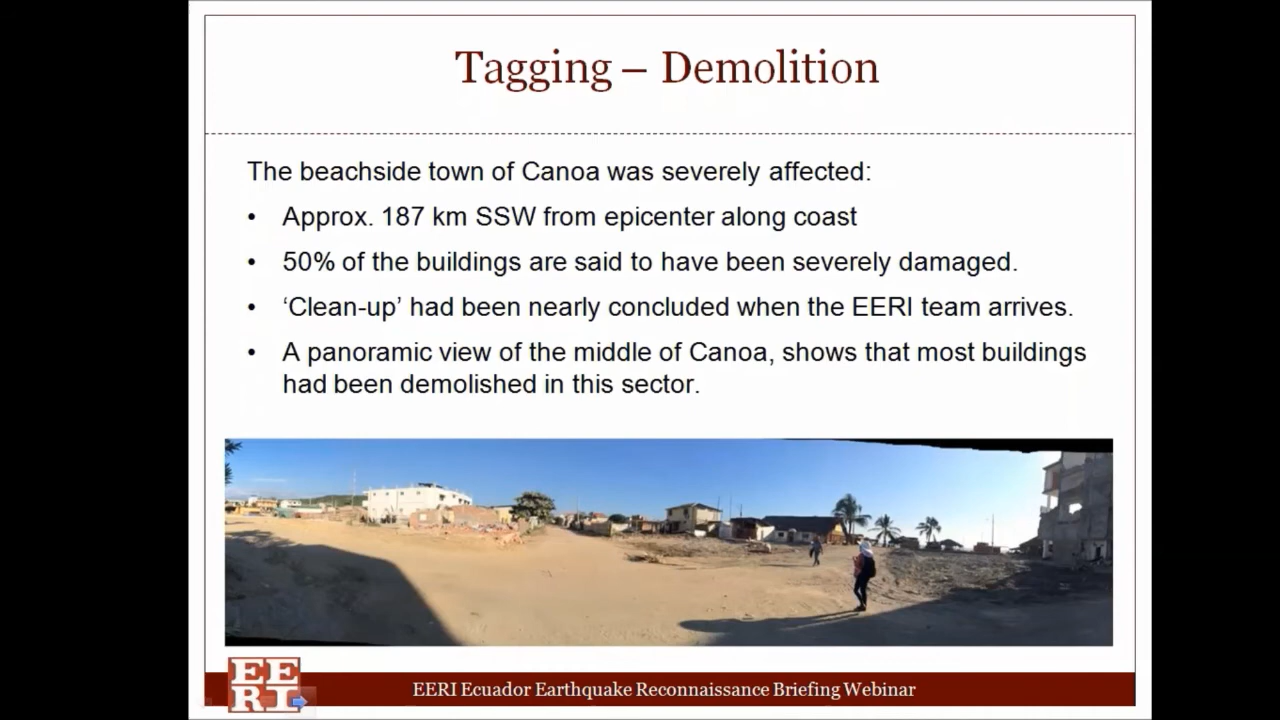 Tagging – Demolition
The beachside town of Canoa was severely affected:
• Approx. 187 km SSW from epicenter along coast
• 50% of the buildings are said to have been severely damaged.
• ‘Clean-up’ had been nearly concluded when the EERI team arrives.
• A panoramic view of the middle of Canoa, shows that most buildings
had been demolished in this sector.
EE
RI
EERI Ecuador Earthquake Reconnaissance Briefing Webinar